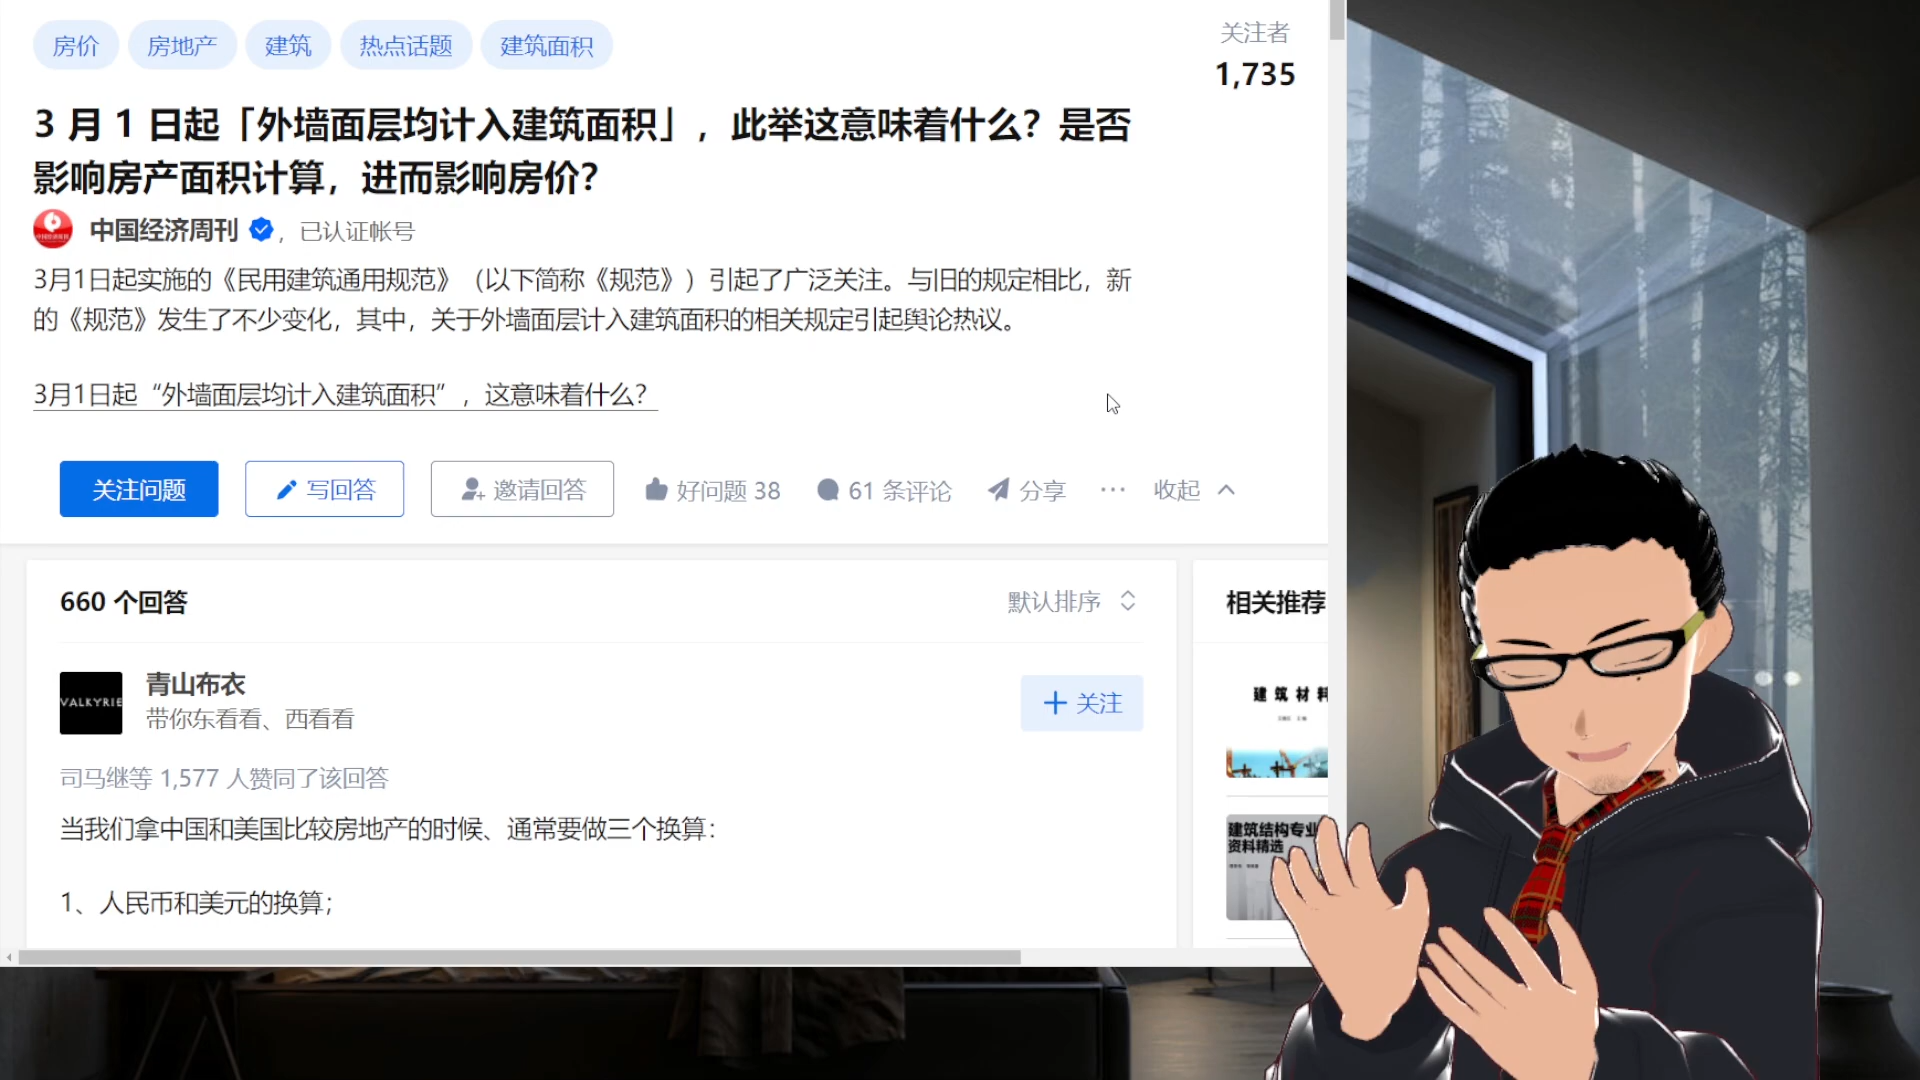 房价 房地产 建筑 热点话题 建筑面积
关注者
1,735
3 月 1 日起「外墙面层均计入建筑面积」，此举这意味着什么？是否
影响房产面积计算，进而影响房价？
中国经济周刊 ，已认证帐号
3月1日起实施的《民用建筑通用规范》（以下简称《规范》）引起了广泛关注。与旧的规定相比，新
的《规范》发生了不少变化，其中，关于外墙面层计入建筑面积的相关规定引起舆论热议。
3月1日起“外墙面层均计入建筑面积”，这意味着什么？
关注问题 写回答 邀请回答 好问题 38 61 条评论 分享 ··· 收起
660 个回答 默认排序
相关推荐
VALKYRIE
青山布衣
带你东看看、西看看
+ 关注
司马继等 1,577 人赞同了该回答
当我们拿中国和美国比较房地产的时候、通常要做三个换算：
1、人民币和美元的换算；
建 筑 材 料
建筑结构专业
资料精选